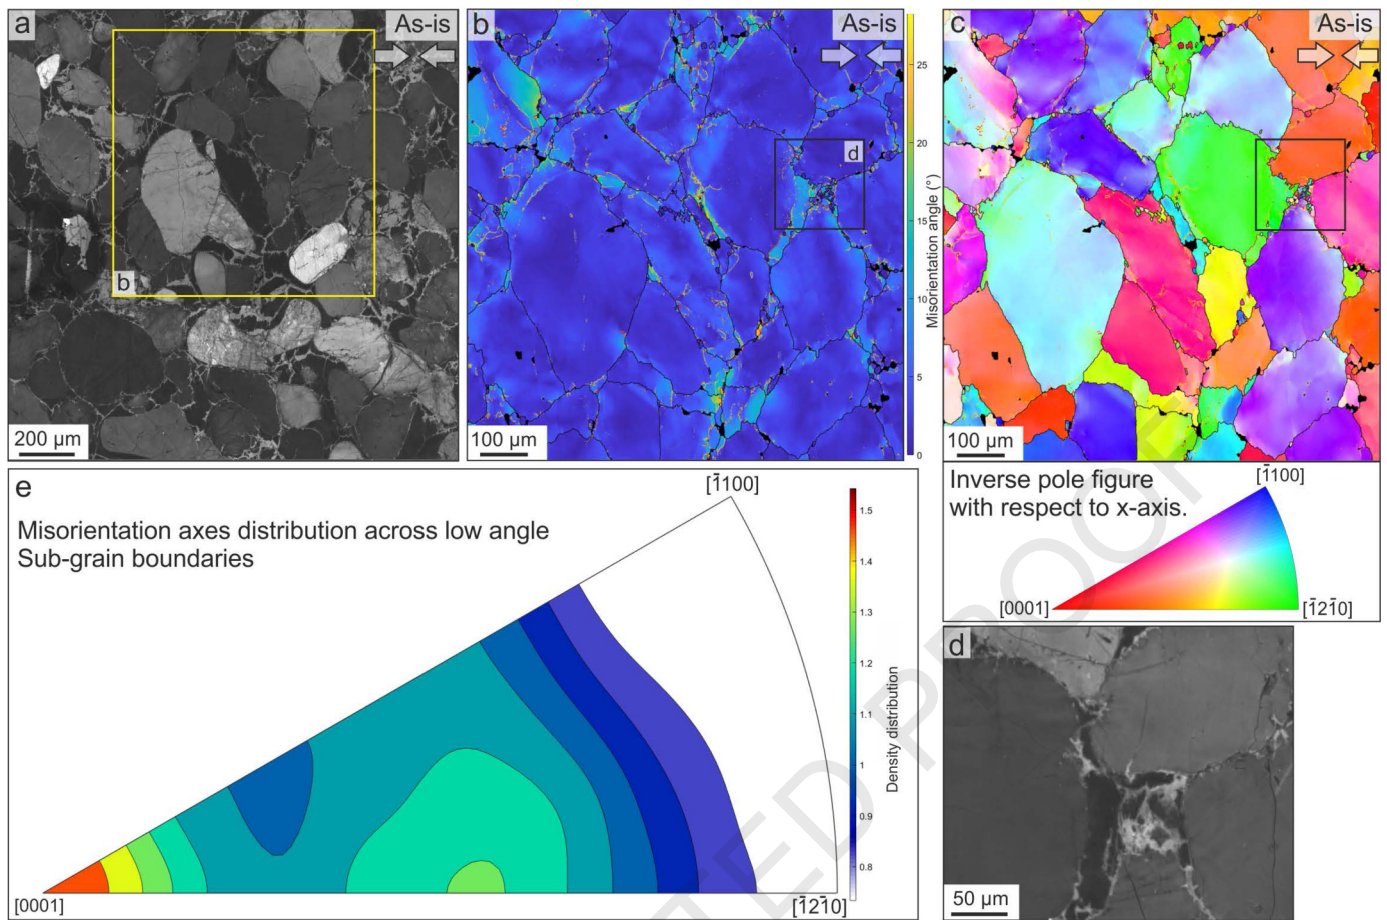 a
As-is
b
200 µm
b
As-is
d
100 µm
25
20
15
10
5
0
Misorientation angle (°)
c
As-is
100 µm
Inverse pole figure
with respect to x-axis.
[1̄100]
[0001]
[1̄21̄0]
d
50 µm
e
Misorientation axes distribution across low angle
Sub-grain boundaries
[1̄100]
[0001]
[1̄21̄0]
1.5
1.4
1.3
1.2
1.1
1
0.9
0.8
Density distribution
TED PROOF